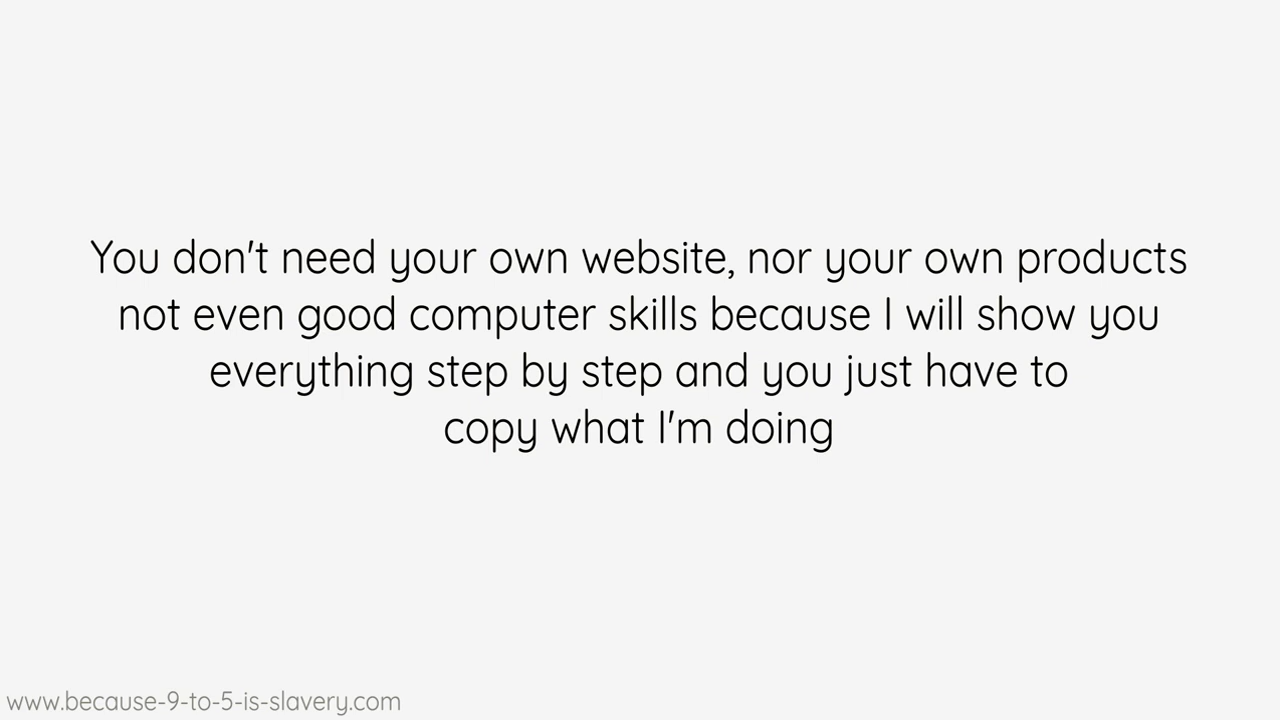 You don't need your own website, nor your own products
not even good computer skills because I will show you
everything step by step and you just have to
copy what I'm doing
www.because-9-to-5-is-slavery.com